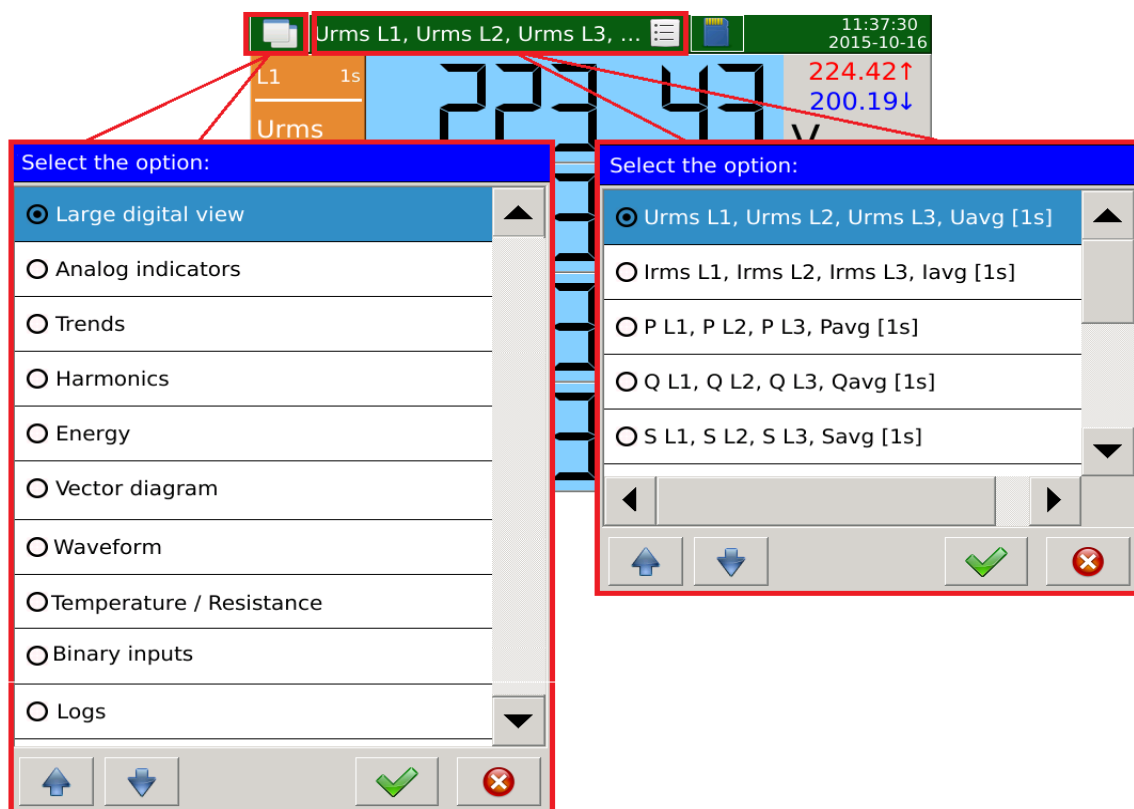 Urms L1, Urms L2, Urms L3, ...
11:37:30
2015-10-16
L1 1s
Urms
223 43
224.42↑
200.19↓
V
Select the option:
Large digital view
Analog indicators
Trends
Harmonics
Energy
Vector diagram
Waveform
Temperature / Resistance
Binary inputs
Logs
Select the option:
Urms L1, Urms L2, Urms L3, Uavg [1s]
Irms L1, Irms L2, Irms L3, Iavg [1s]
P L1, P L2, P L3, Pavg [1s]
Q L1, Q L2, Q L3, Qavg [1s]
S L1, S L2, S L3, Savg [1s]